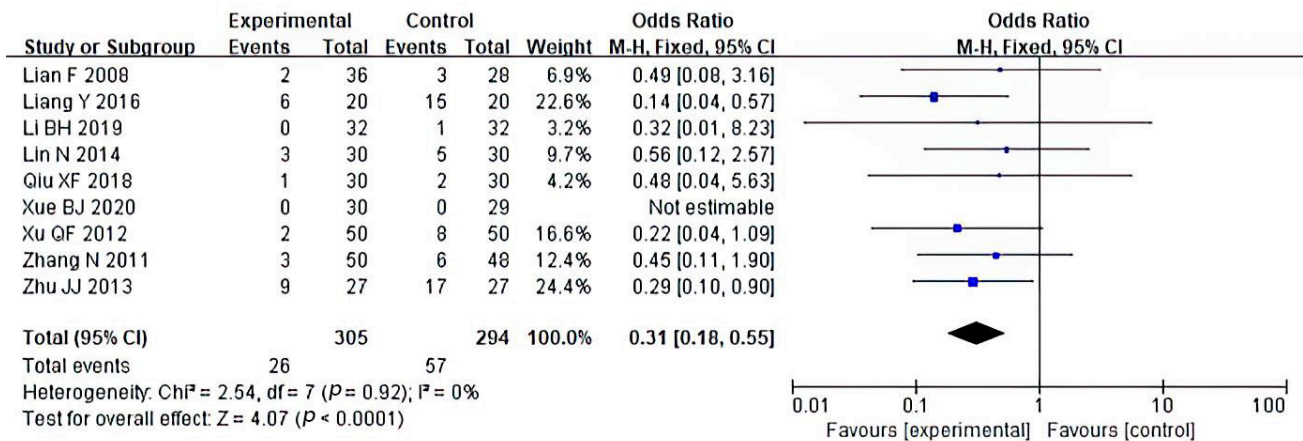 Experimental Control Odds Ratio Odds Ratio
Study or Subgroup Events Total Events Total Weight M-H, Fixed, 95% CI M-H, Fixed, 95% CI
Lian F 2008 2 36 3 28 6.9% 0.49 [0.08, 3.16]
Liang Y 2016 6 20 15 20 22.6% 0.14 [0.04, 0.57]
Li BH 2019 0 32 1 32 3.2% 0.32 [0.01, 8.23]
Lin N 2014 3 30 5 30 9.7% 0.56 [0.12, 2.57]
Qiu XF 2018 1 30 2 30 4.2% 0.48 [0.04, 5.63]
Xue BJ 2020 0 30 0 29 Not estimable
Xu QF 2012 2 50 8 50 16.6% 0.22 [0.04, 1.09]
Zhang N 2011 3 50 6 48 12.4% 0.45 [0.11, 1.90]
Zhu JJ 2013 9 27 17 27 24.4% 0.29 [0.10, 0.90]
Total (95% CI) 305 294 100.0% 0.31 [0.18, 0.55]
Total events 26 57
Heterogeneity: Chi² = 2.54, df = 7 (P = 0.92); I² = 0%
Test for overall effect: Z = 4.07 (P < 0.0001)
0.01 0.1 1 10 100
Favours [experimental] Favours [control]